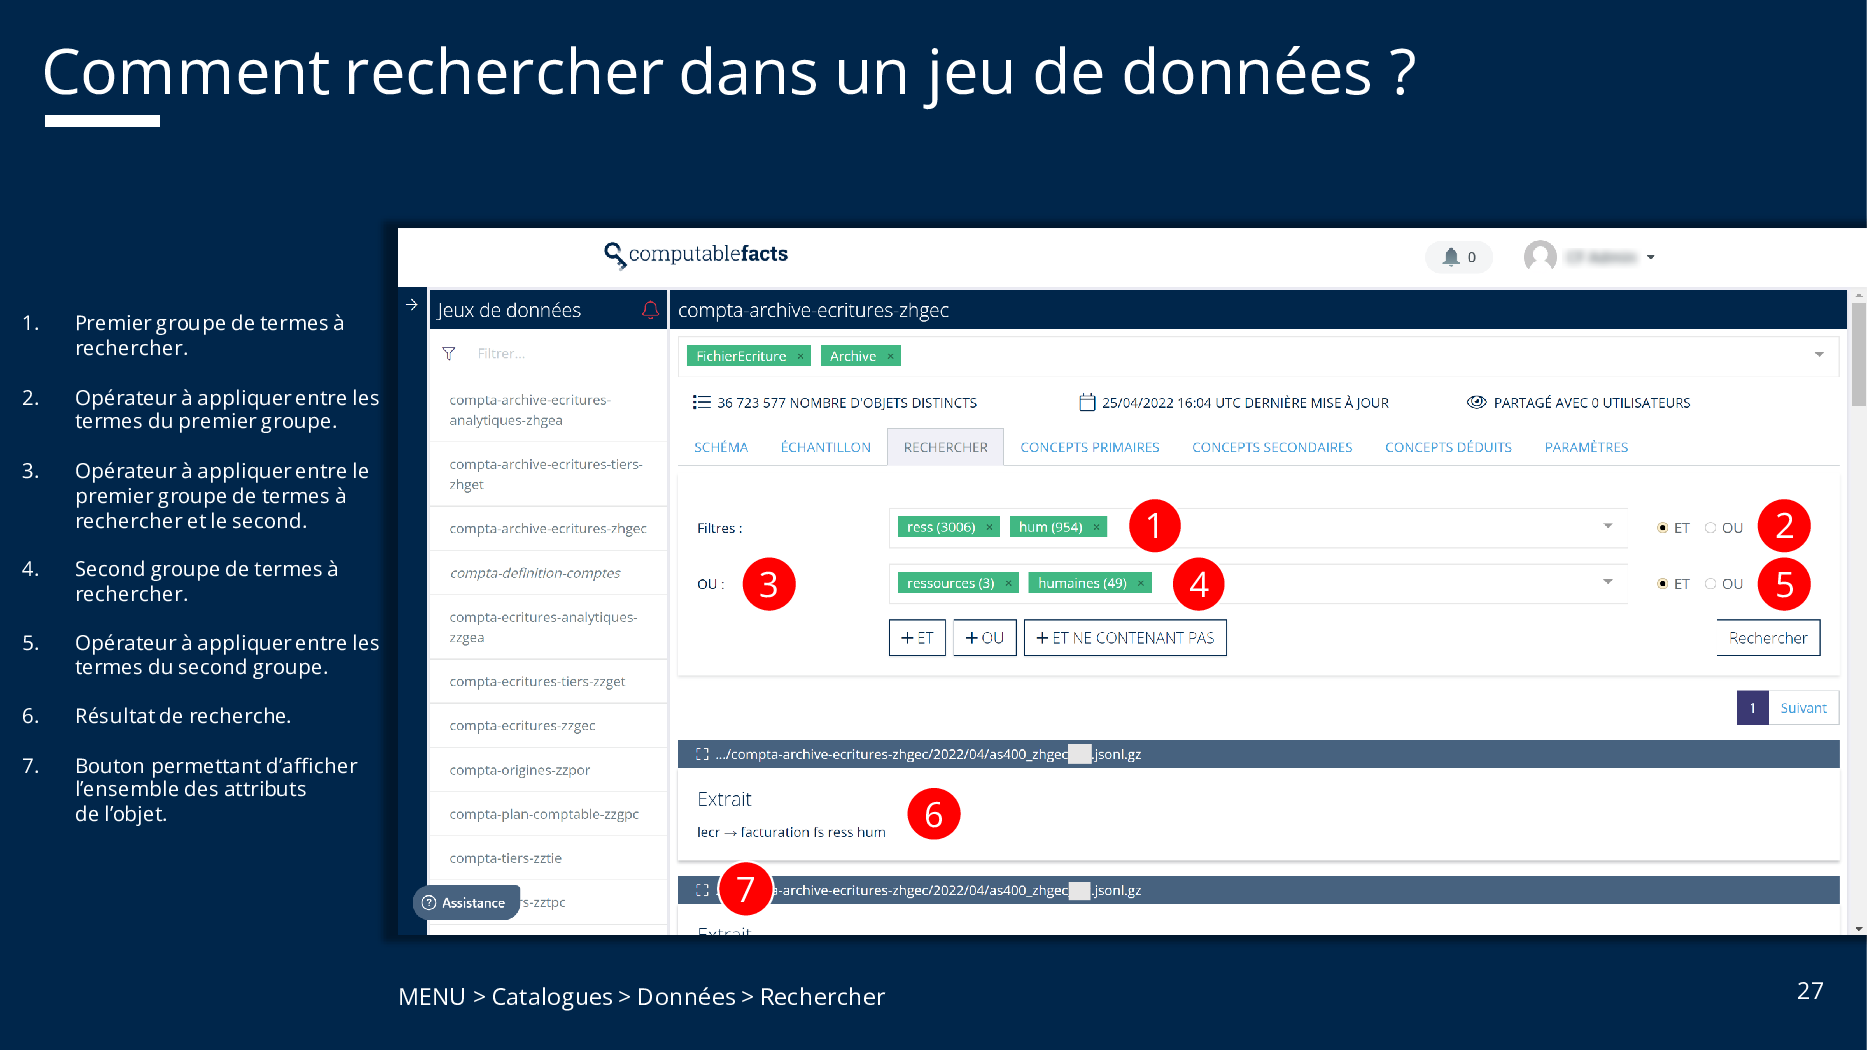 Comment rechercher dans un jeu de données ?
1. Premier groupe de termes à
rechercher.
2. Opérateur à appliquer entre les
termes du premier groupe.
3. Opérateur à appliquer entre le
premier groupe de termes à
rechercher et le second.
4. Second groupe de termes à
rechercher.
5. Opérateur à appliquer entre les
termes du second groupe.
6. Résultat de recherche.
7. Bouton permettant d’afficher
l’ensemble des attributs
de l’objet.
computablefacts
0
Jeux de données
Filtrer...
compta-archive-ecritures-
analytiques-zhgea
compta-archive-ecritures-tiers-
zhget
compta-archive-ecritures-zhgec
compta-definition-comptes
compta-ecritures-analytiques-
zzgea
compta-ecritures-tiers-zzget
compta-ecritures-zzgec
compta-origines-zzpor
compta-plan-comptable-zzgpc
compta-tiers-zztie
rs-zztpc
? Assistance
compta-archive-ecritures-zhgec
FichierEcriture × Archive ×
36 723 577 NOMBRE D'OBJETS DISTINCTS 25/04/2022 16:04 UTC DERNIÈRE MISE À JOUR PARTAGÉ AVEC 0 UTILISATEURS
SCHÉMA ÉCHANTILLON RECHERCHER CONCEPTS PRIMAIRES CONCEPTS SECONDAIRES CONCEPTS DÉDUITS PARAMÈTRES
Filtres : ress (3006) × hum (954) × 1 ET OU 2
OU : 3 ressources (3) × humaines (49) × 4 ET OU 5
+ ET + OU + ET NE CONTENANT PAS Rechercher
1 Suivant
.../compta-archive-ecritures-zhgec/2022/04/as400_zhgec .jsonl.gz
Extrait
lecr → facturation fs ress hum
6
7
a-archive-ecritures-zhgec/2022/04/as400_zhgec .jsonl.gz
Extrait
MENU > Catalogues > Données > Rechercher
27